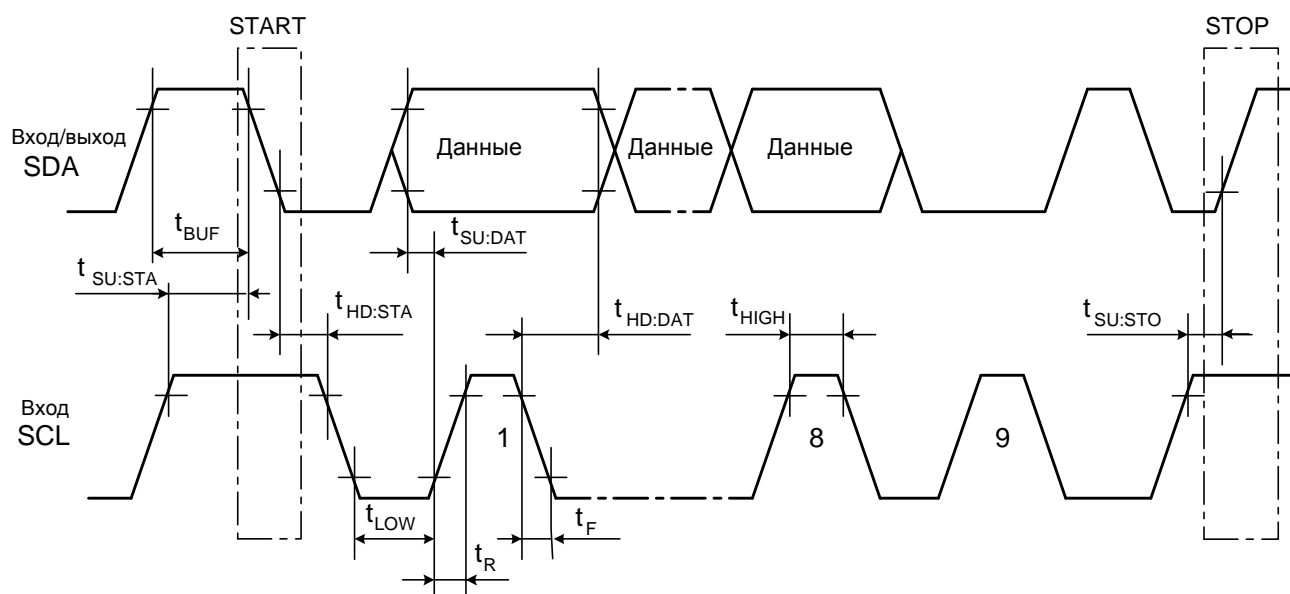 START
STOP
Вход/выход
SDA
Данные
Данные
Данные
tBUF
tSU:DAT
tSU:STA
tHD:STA
tHD:DAT
tHIGH
tSU:STO
Вход
SCL
1
8
9
tLOW
tF
tR